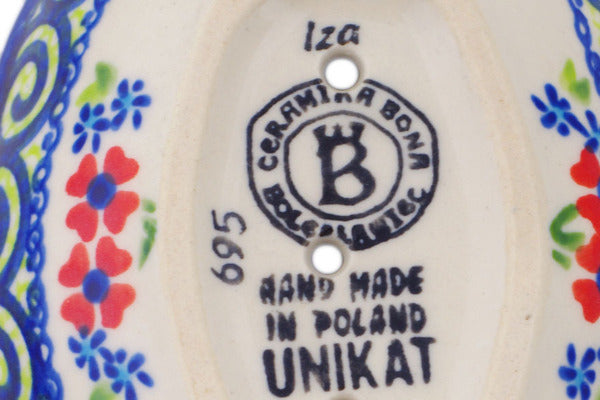 Iza
CERAMIKA BONA
B
BOLESŁAWIEC
695
HAND MADE
IN POLAND
UNIKAT